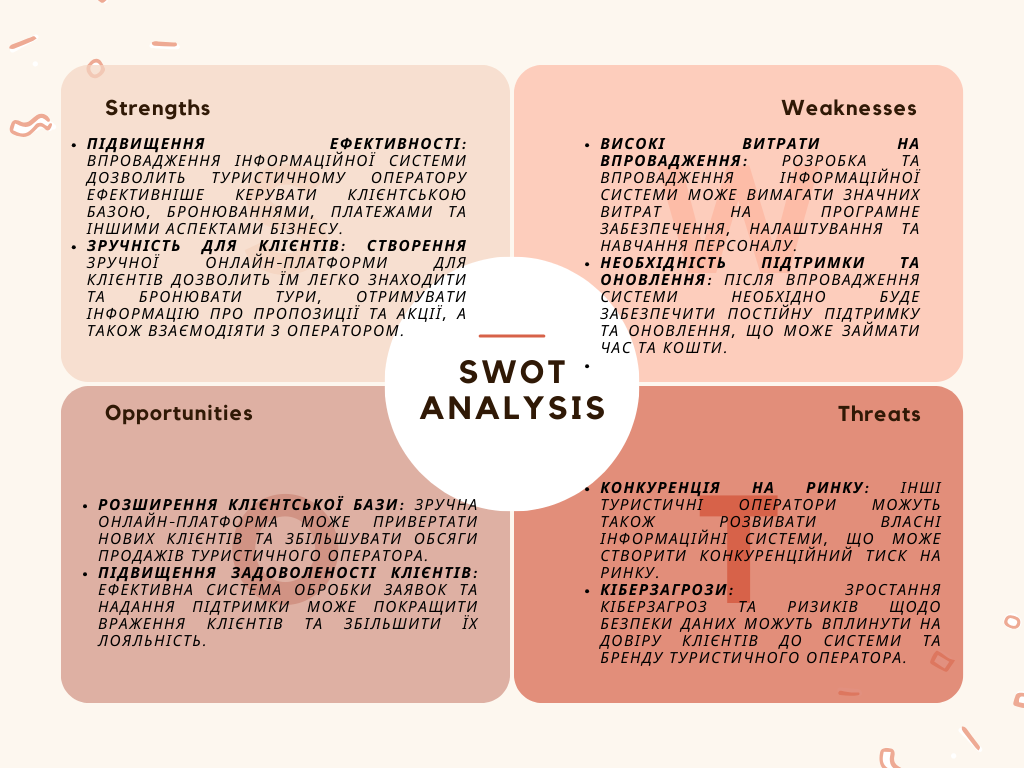 Strengths
• ПІДВИЩЕННЯ ЕФЕКТИВНОСТІ:
ВПРОВАДЖЕННЯ ІНФОРМАЦІЙНОЇ СИСТЕМИ
ДОЗВОЛИТЬ ТУРИСТИЧНОМУ ОПЕРАТОРУ
ЕФЕКТИВНІШЕ КЕРУВАТИ КЛІЄНТСЬКОЮ
БАЗОЮ, БРОНЮВАННЯМИ, ПЛАТЕЖАМИ ТА
ІНШИМИ АСПЕКТАМИ БІЗНЕСУ.
• ЗРУЧНІСТЬ ДЛЯ КЛІЄНТІВ: СТВОРЕННЯ
ЗРУЧНОЇ ОНЛАЙН-ПЛАТФОРМИ ДЛЯ
КЛІЄНТІВ ДОЗВОЛИТЬ ЇМ ЛЕГКО ЗНАХОДИТИ
ТА БРОНЮВАТИ ТУРИ, ОТРИМУВАТИ
ІНФОРМАЦІЮ ПРО ПРОПОЗИЦІЇ ТА АКЦІЇ, А
ТАКОЖ ВЗАЄМОДІЯТИ З ОПЕРАТОРОМ.
Weaknesses
W
• ВИСОКІ ВИТРАТИ НА
ВПРОВАДЖЕННЯ: РОЗРОБКА ТА
ВПРОВАДЖЕННЯ ІНФОРМАЦІЙНОЇ
СИСТЕМИ МОЖЕ ВИМАГАТИ ЗНАЧНИХ
ВИТРАТ НА ПРОГРАМНЕ
ЗАБЕЗПЕЧЕННЯ, НАЛАШТУВАННЯ ТА
НАВЧАННЯ ПЕРСОНАЛУ.
• НЕОБХІДНІСТЬ ПІДТРИМКИ ТА
ОНОВЛЕННЯ: ПІСЛЯ ВПРОВАДЖЕННЯ
СИСТЕМИ НЕОБХІДНО БУДЕ
ЗАБЕЗПЕЧИТИ ПОСТІЙНУ ПІДТРИМКУ
ТА ОНОВЛЕННЯ, ЩО МОЖЕ ЗАЙМАТИ
ЧАС ТА КОШТИ.
•
SWOT
ANALYSIS
Opportunities
O
• РОЗШИРЕННЯ КЛІЄНТСЬКОЇ БАЗИ: ЗРУЧНА
ОНЛАЙН-ПЛАТФОРМА МОЖЕ ПРИВЕРТАТИ
НОВИХ КЛІЄНТІВ ТА ЗБІЛЬШУВАТИ ОБСЯГИ
ПРОДАЖІВ ТУРИСТИЧНОГО ОПЕРАТОРА.
• ПІДВИЩЕННЯ ЗАДОВОЛЕНОСТІ КЛІЄНТІВ:
ЕФЕКТИВНА СИСТЕМА ОБРОБКИ ЗАЯВОК ТА
НАДАННЯ ПІДТРИМКИ МОЖЕ ПОКРАЩИТИ
ВРАЖЕННЯ КЛІЄНТІВ ТА ЗБІЛЬШИТИ ЇХ
ЛОЯЛЬНІСТЬ.
Threats
T
• КОНКУРЕНЦІЯ НА РИНКУ: ІНШІ
ТУРИСТИЧНІ ОПЕРАТОРИ МОЖУТЬ
ТАКОЖ РОЗВИВАТИ ВЛАСНІ
ІНФОРМАЦІЙНІ СИСТЕМИ, ЩО МОЖЕ
СТВОРИТИ КОНКУРЕНЦІЙНИЙ ТИСК НА
РИНКУ.
• КІБЕРЗАГРОЗИ: ЗРОСТАННЯ
КІБЕРЗАГРОЗ ТА РИЗИКІВ ЩОДО
БЕЗПЕКИ ДАНИХ МОЖУТЬ ВПЛИНУТИ НА
ДОВІРУ КЛІЄНТІВ ДО СИСТЕМИ ТА
БРЕНДУ ТУРИСТИЧНОГО ОПЕРАТОРА.